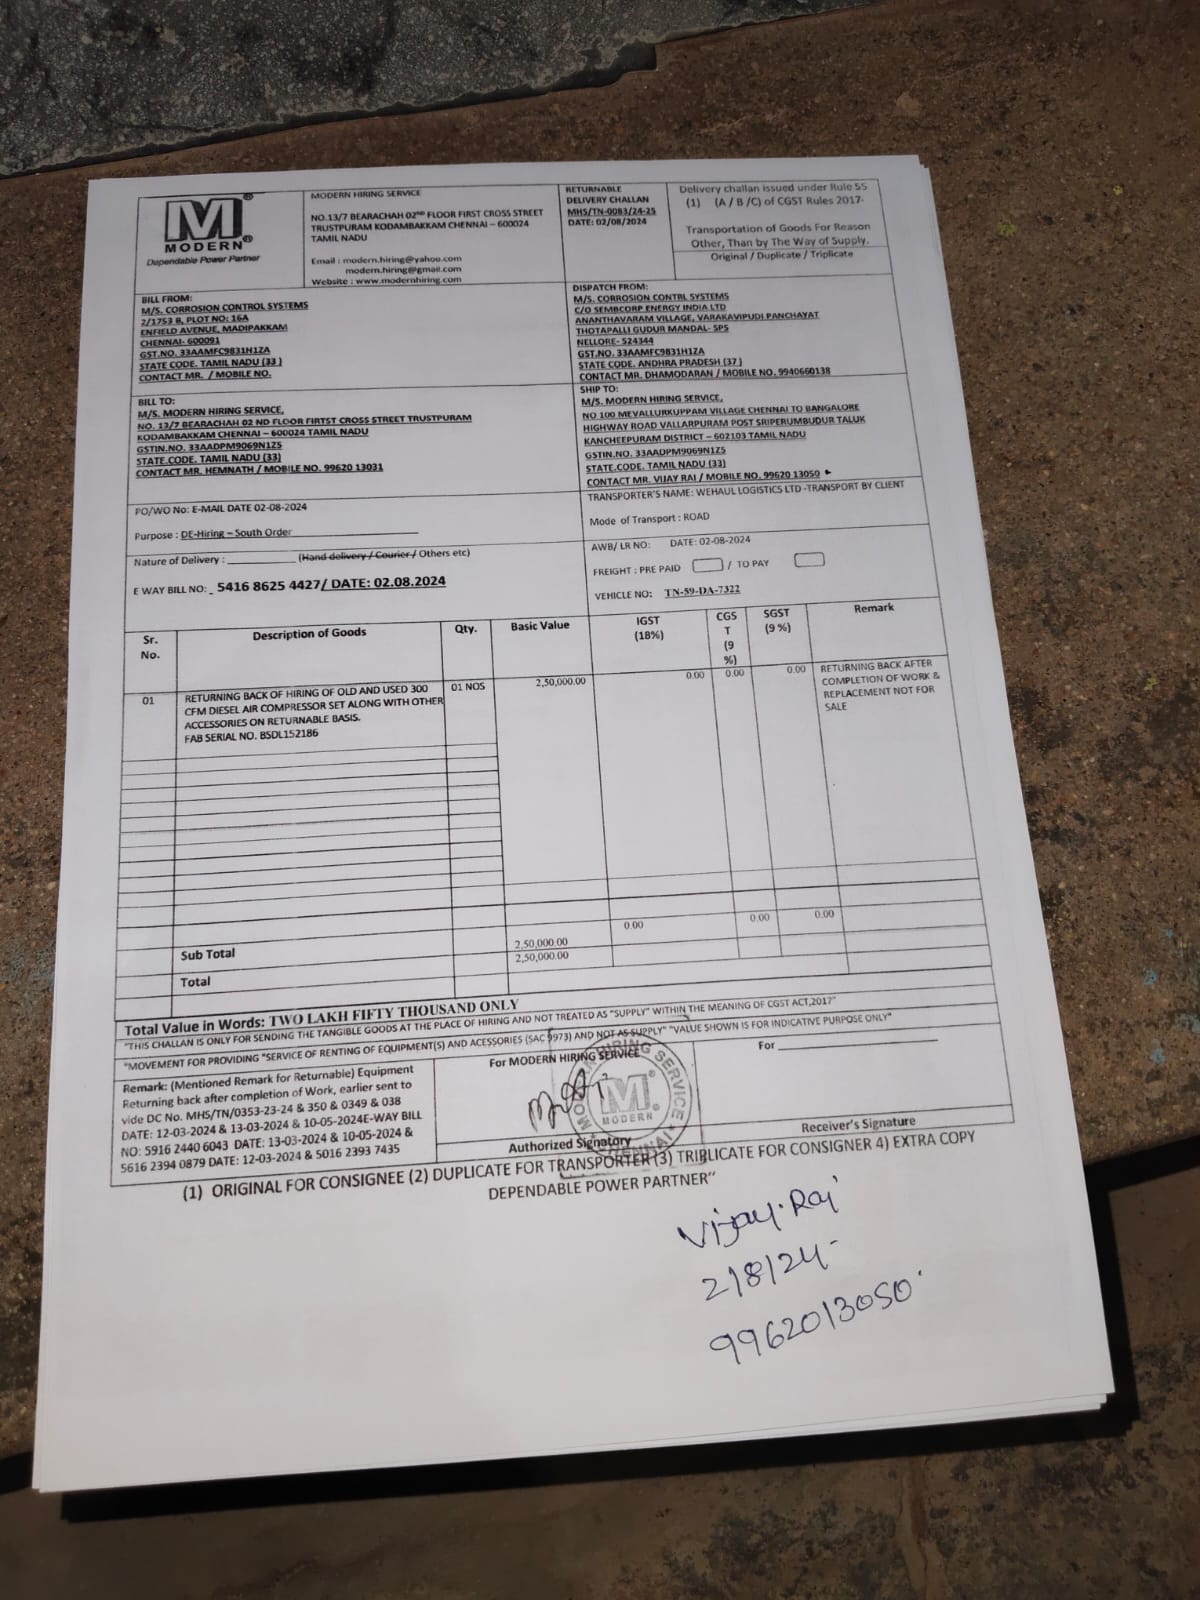 M®
MODERN®
Dependable Power Partner
MODERN HIRING SERVICE
NO.13/7 BEARACHAH 02ND FLOOR FIRST CROSS STREET
TRUSTPURAM KODAMBAKKAM CHENNAI – 600024
TAMIL NADU
Email : modern.hiring@yahoo.com
modern.hiring@gmail.com
Website : www.modernhiring.com
RETURNABLE
DELIVERY CHALLAN
MHS/TN-0083/24-25
DATE: 02/08/2024
Delivery challan issued under Rule 55
(1) (A / B /C) of CGST Rules 2017-
Transportation of Goods For Reason
Other, Than by The Way of Supply.
Original / Duplicate / Triplicate
BILL FROM:
M/S. CORROSION CONTROL SYSTEMS
2/1753 B, PLOT NO: 16A
ENFIELD AVENUE, MADIPAKKAM
CHENNAI- 600091
GST.NO. 33AAMFC9831H1ZA
STATE CODE. TAMIL NADU (33 )
CONTACT MR. / MOBILE NO.
DISPATCH FROM:
M/S. CORROSION CONTRL SYSTEMS
C/O SEMBCORP ENERGY INDIA LTD
ANANTHAVARAM VILLAGE, VARAKAVIPUDI PANCHAYAT
THOTAPALLI GUDUR MANDAL- SPS
NELLORE- 524344
GST.NO. 33AAMFC9831H1ZA
STATE CODE. ANDHRA PRADESH (37 )
CONTACT MR. DHAMODARAN / MOBILE NO. 9940660138
BILL TO:
M/S. MODERN HIRING SERVICE,
NO. 13/7 BEARACHAH 02 ND FLOOR FIRTST CROSS STREET TRUSTPURAM
KODAMBAKKAM CHENNAI – 600024 TAMIL NADU
GSTIN.NO. 33AADPM9069N1Z5
STATE.CODE. TAMIL NADU (33)
CONTACT MR. HEMNATH / MOBILE NO. 99620 13031
SHIP TO:
M/S. MODERN HIRING SERVICE,
NO 100 MEVALLURKUPPAM VILLAGE CHENNAI TO BANGALORE
HIGHWAY ROAD VALLARPURAM POST SRIPERUMBUDUR TALUK
KANCHEEPURAM DISTRICT – 602103 TAMIL NADU
GSTIN.NO. 33AADPM9069N1Z5
STATE.CODE. TAMIL NADU (33)
CONTACT MR. VIJAY RAJ / MOBILE NO. 99620 13050
PO/WO No: E-MAIL DATE 02-08-2024
Purpose : DE-Hiring – South Order
TRANSPORTER'S NAME: WEHAUL LOGISTICS LTD -TRANSPORT BY CLIENT
Mode of Transport : ROAD
Nature of Delivery : ____________ (Hand delivery / Courier / Others etc)
E WAY BILL NO: 5416 8625 4427/ DATE: 02.08.2024
AWB/ LR NO: DATE: 02-08-2024
FREIGHT : PRE PAID / TO PAY
VEHICLE NO: TN-59-DA-7322
Sr. No. Description of Goods Qty. Basic Value IGST (18%) CGS T (9 %) SGST (9 %) Remark
01 RETURNING BACK OF HIRING OF OLD AND USED 300 01 NOS 2,50,000.00 0.00 0.00 0.00 RETURNING BACK AFTER
CFM DIESEL AIR COMPRESSOR SET ALONG WITH OTHER COMPLETION OF WORK &
ACCESSORIES ON RETURNABLE BASIS. REPLACEMENT NOT FOR
FAB SERIAL NO. BSDL152186 SALE
Sub Total 2,50,000.00 0.00 0.00 0.00
Total 2,50,000.00
Total Value in Words: TWO LAKH FIFTY THOUSAND ONLY
"THIS CHALLAN IS ONLY FOR SENDING THE TANGIBLE GOODS AT THE PLACE OF HIRING AND NOT TREATED AS "SUPPLY" WITHIN THE MEANING OF CGST ACT,2017"
"MOVEMENT FOR PROVIDING "SERVICE OF RENTING OF EQUIPMENT(S) AND ACESSORIES (SAC 9973) AND NOT AS SUPPLY" "VALUE SHOWN IS FOR INDICATIVE PURPOSE ONLY"
Remark: (Mentioned Remark for Returnable) Equipment
Returning back after completion of Work, earlier sent to
vide DC No. MHS/TN/0353-23-24 & 350 & 0349 & 038
DATE: 12-03-2024 & 13-03-2024 & 10-05-2024E-WAY BILL
NO: 5916 2440 6043 DATE: 13-03-2024 & 10-05-2024 &
5616 2394 0879 DATE: 12-03-2024 & 5016 2393 7435
For MODERN HIRING SERVICE
MODERN HIRING SERVICE
M®
MODERN
CHENNAI
Authorized Signatory
For
Receiver's Signature
(1) ORIGINAL FOR CONSIGNEE (2) DUPLICATE FOR TRANSPORTER (3) TRIBLICATE FOR CONSIGNER 4) EXTRA COPY
DEPENDABLE POWER PARTNER"
Vijay.Raj
2/8/24
9962013050